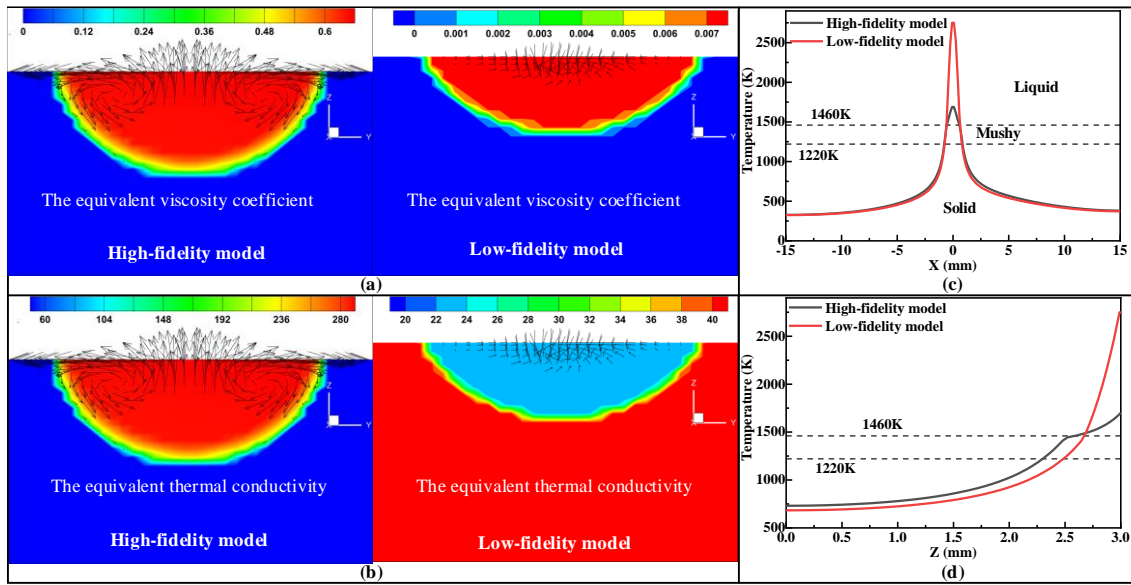 0 0.12 0.24 0.36 0.48 0.6
Z
X Y
The equivalent viscosity coefficient
High-fidelity model
0 0.001 0.002 0.003 0.004 0.005 0.006 0.007
Z
X Y
The equivalent viscosity coefficient
Low-fidelity model
(a)
60 104 148 192 236 280
Z
X Y
The equivalent thermal conductivity
High-fidelity model
20 22 24 26 28 30 32 34 36 38 40
Z
X Y
The equivalent thermal conductivity
Low-fidelity model
(b)
High-fidelity model
Low-fidelity model
Temperature (K)
2500
2000
1500
1000
500
0
Liquid
1460K
Mushy
1220K
Solid
-15 -10 -5 0 5 10 15
X (mm)
(c)
High-fidelity model
Low-fidelity model
Temperature (K)
2500
2000
1500
1000
500
1460K
1220K
0.0 0.5 1.0 1.5 2.0 2.5 3.0
Z (mm)
(d)